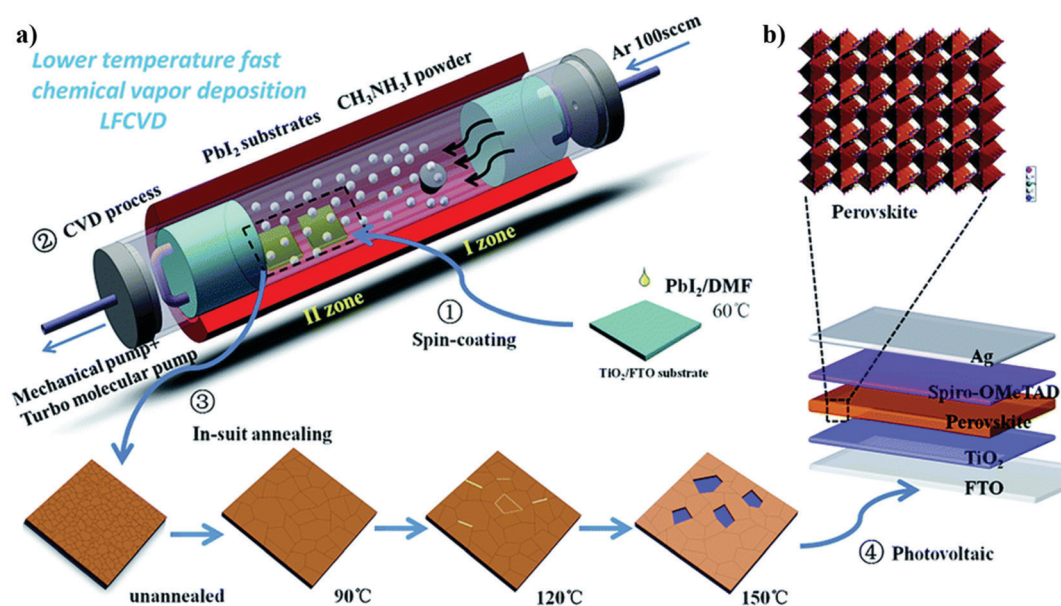 a)
Lower temperature fast
chemical vapor deposition
LFCVD
Ar 100sccm
CH₃NH₃I powder
PbI₂ substrates
② CVD process
I zone
II zone
Mechanical pump+
Turbo molecular pump
①
Spin-coating
PbI₂/DMF
60℃
TiO₂/FTO substrate
③
In-suit annealing
unannealed
90℃
120℃
150℃
④ Photovoltaic
b)
Perovskite
Ag
Spiro-OMeTAD
Perovskite
TiO₂
FTO